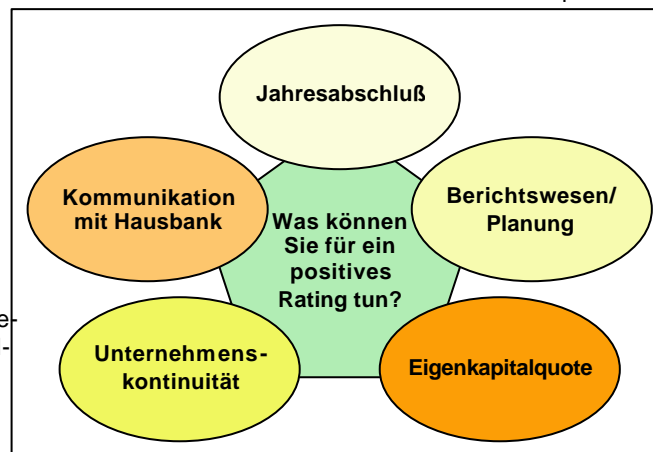 Jahresabschluß
Kommunikation
mit Hausbank
Berichtswesen/
Planung
Was können
Sie für ein
positives
Rating tun?
Unternehmens-
kontinuität
Eigenkapitalquote